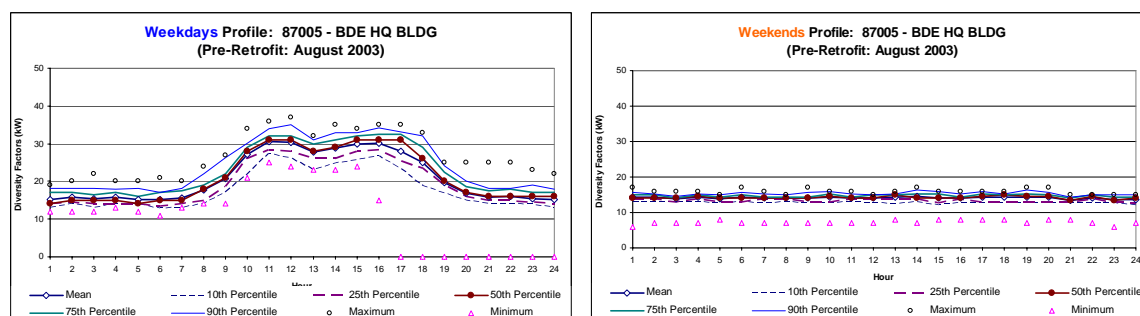 Weekdays Profile: 87005 - BDE HQ BLDG
(Pre-Retrofit: August 2003)
Diversity Factors (kW)
50
40
30
20
10
0
1 2 3 4 5 6 7 8 9 10 11 12 13 14 15 16 17 18 19 20 21 22 23 24
Hour
Mean 10th Percentile 25th Percentile 50th Percentile
75th Percentile 90th Percentile Maximum Minimum
Weekends Profile: 87005 - BDE HQ BLDG
(Pre-Retrofit: August 2003)
Diversity Factors (kW)
50
40
30
20
10
0
1 2 3 4 5 6 7 8 9 10 11 12 13 14 15 16 17 18 19 20 21 22 23 24
Hour
Mean 10th Percentile 25th Percentile 50th Percentile
75th Percentile 90th Percentile Maximum Minimum